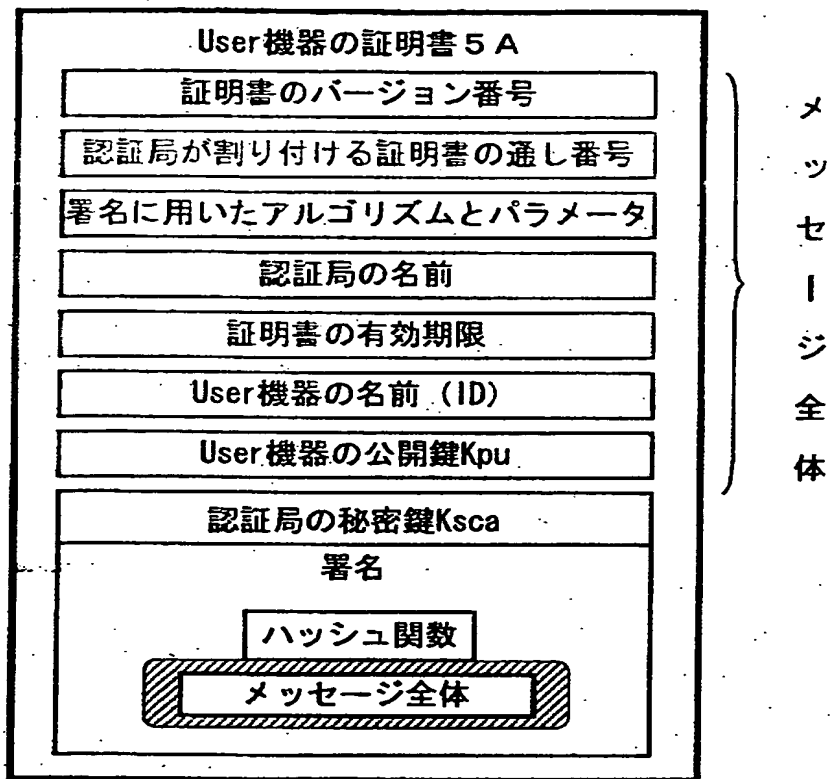 User機器の証明書5A
証明書のバージョン番号
認証局が割り付ける証明書の通し番号
署名に用いたアルゴリズムとパラメータ
認証局の名前
証明書の有効期限
User機器の名前(ID)
User機器の公開鍵Kpu
認証局の秘密鍵Ksca
署名
ハッシュ関数
メッセージ全体
メッセージ全体